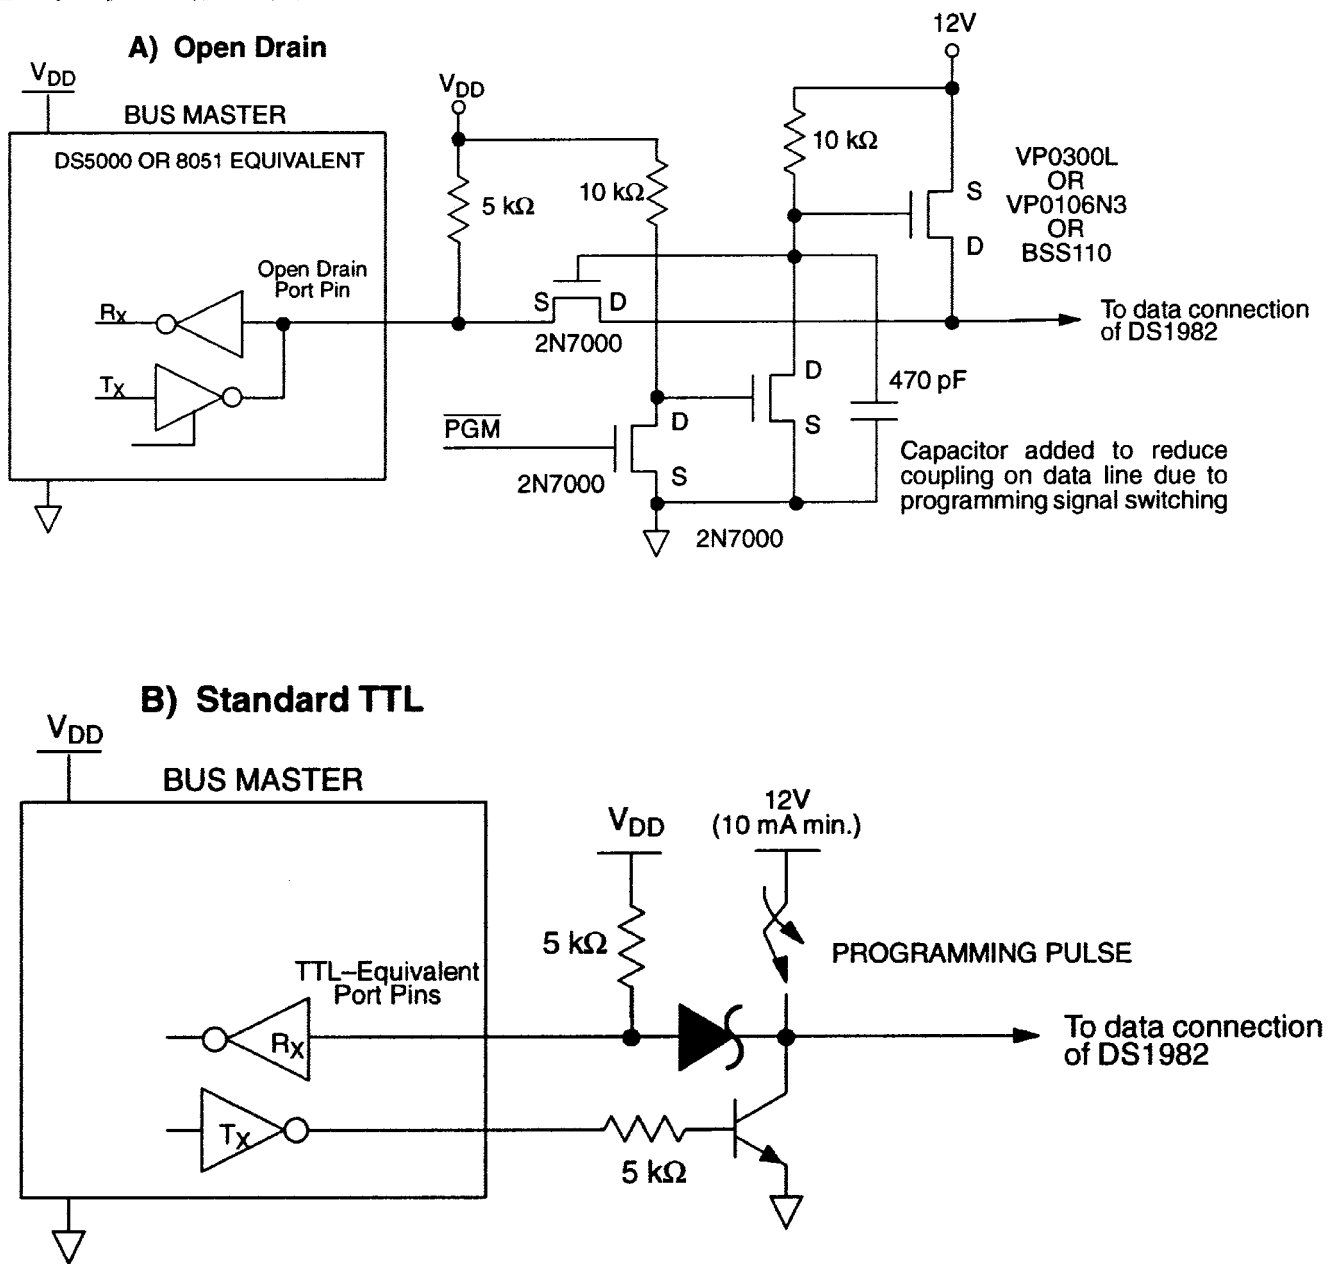 A) Open Drain
VDD
BUS MASTER
DS5000 OR 8051 EQUIVALENT
Open Drain
Port Pin
RX
TX
VDD
5 kΩ
10 kΩ
S
D
2N7000
PGM
D
S
2N7000
2N7000
12V
10 kΩ
S
D
VP0300L
OR
VP0106N3
OR
BSS110
To data connection
of DS1982
D
S
470 pF
Capacitor added to reduce
coupling on data line due to
programming signal switching
B) Standard TTL
VDD
BUS MASTER
TTL–Equivalent
Port Pins
RX
TX
VDD
5 kΩ
5 kΩ
12V
(10 mA min.)
PROGRAMMING PULSE
To data connection
of DS1982